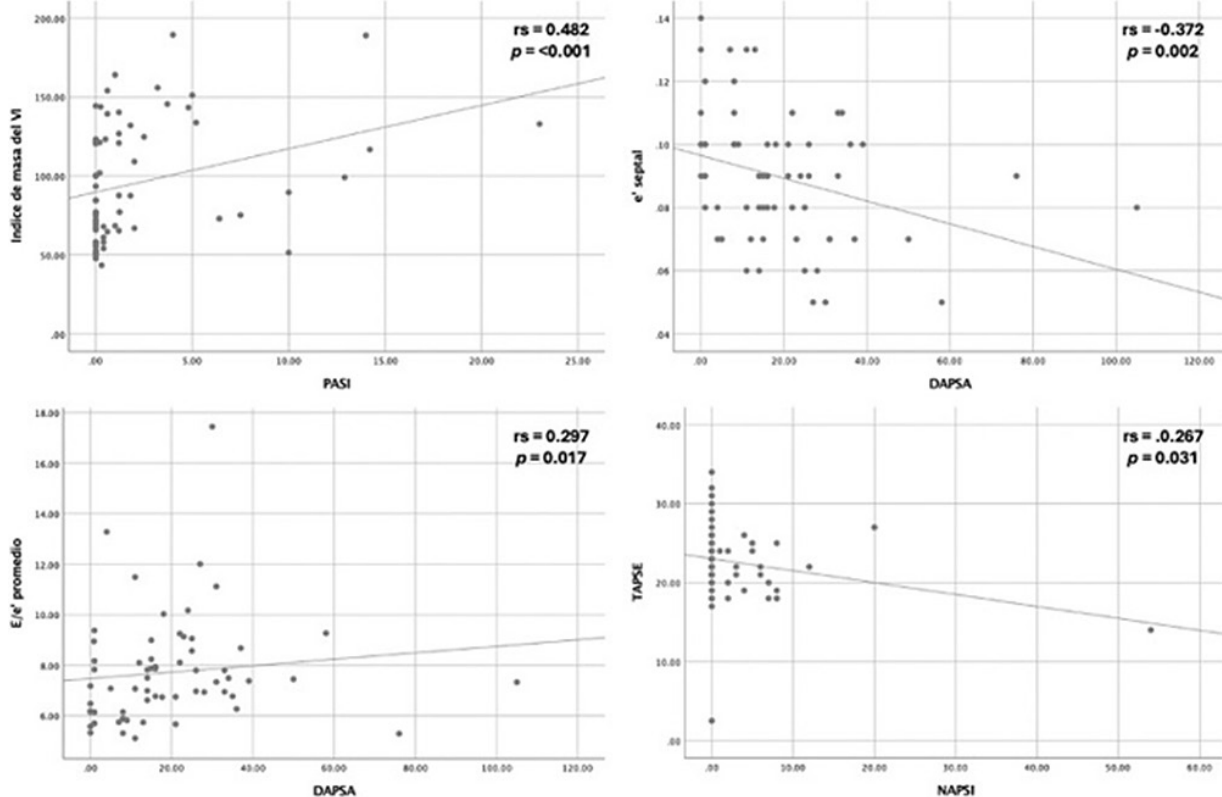 200.00
150.00
100.00
50.00
.00
Indice de masa del VI
rs = 0.482
p = <0.001
.00 5.00 10.00 15.00 20.00 25.00
PASI
.14
.12
.10
.08
.06
.04
e' septal
rs = -0.372
p = 0.002
.00 20.00 40.00 60.00 80.00 100.00 120.00
DAPSA
18.00
16.00
14.00
12.00
10.00
8.00
6.00
E/e' promedio
rs = 0.297
p = 0.017
.00 20.00 40.00 60.00 80.00 100.00 120.00
DAPSA
40.00
30.00
20.00
10.00
.00
TAPSE
rs = .0.267
p = 0.031
.00 10.00 20.00 30.00 40.00 50.00 60.00
NAPSI